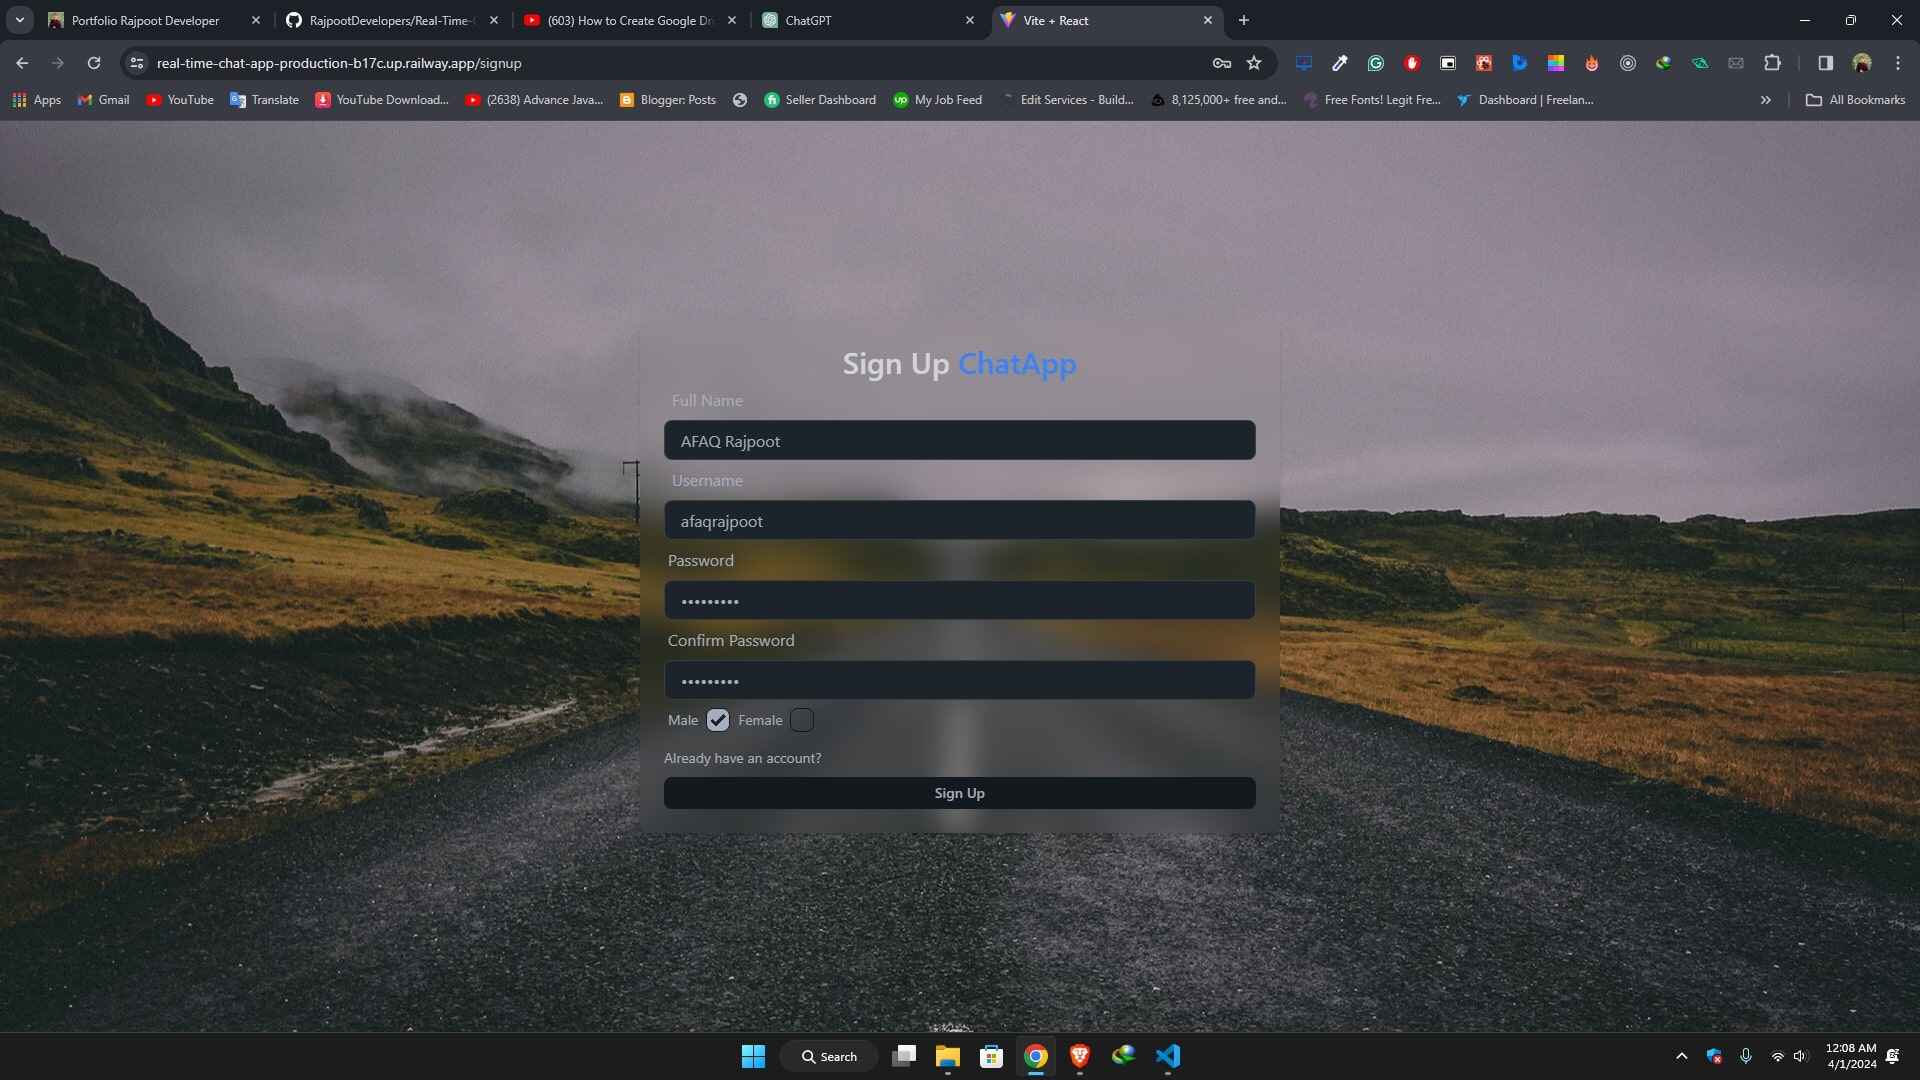 Portfolio Rajpoot Developer
RajpootDevelopers/Real-Time-
(603) How to Create Google Dr
ChatGPT
Vite + React
real-time-chat-app-production-b17c.up.railway.app/signup
Apps
Gmail
YouTube
Translate
YouTube Download...
(2638) Advance Java...
Blogger: Posts
Seller Dashboard
My Job Feed
Edit Services - Build...
8,125,000+ free and...
Free Fonts! Legit Fre...
Dashboard | Freelan...
All Bookmarks
Sign Up ChatApp
Full Name
AFAQ Rajpoot
Username
afaqrajpoot
Password
•••••••••
Confirm Password
•••••••••
Male Female
Already have an account?
Sign Up
Search
12:08 AM
4/1/2024